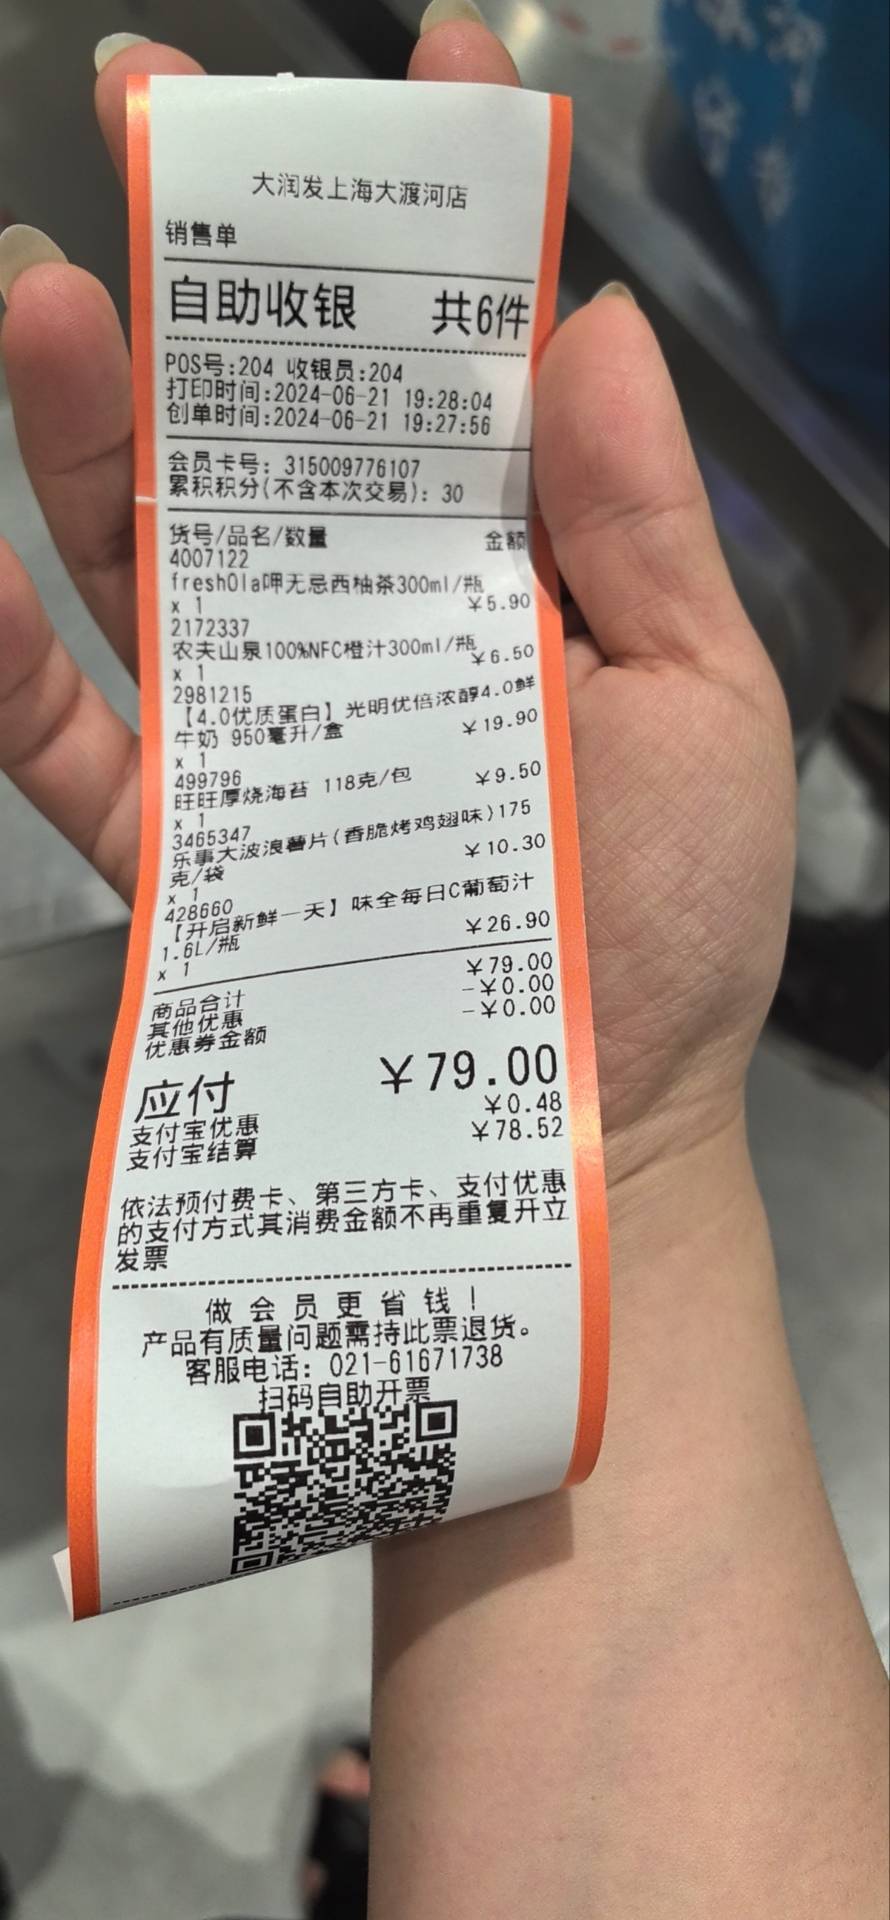 大润发上海大渡河店
销售单
自助收银 共6件
POS号:204 收银员:204
打印时间:2024-06-21 19:28:04
创单时间:2024-06-21 19:27:56
会员卡号: 315009776107
累积积分(不含本次交易): 30
货号/品名/数量 金额
4007122
freshOla呷无忌西柚茶300ml/瓶
x 1 ¥5.90
2172337
农夫山泉100%NFC橙汁300ml/瓶
x 1 ¥6.50
2981215
【4.0优质蛋白】光明优倍浓醇4.0鲜
牛奶 950毫升/盒 ¥19.90
x 1
499796
旺旺厚烧海苔 118克/包 ¥9.50
x 1
3465347
乐事大波浪薯片(香脆烤鸡翅味)175
克/袋 ¥10.30
x 1
428660
【开启新鲜一天】味全每日C葡萄汁
1.6L/瓶 ¥26.90
x 1
商品合计 ¥79.00
其他优惠 -¥0.00
优惠券金额 -¥0.00
应付 ¥79.00
支付宝优惠 ¥0.48
支付宝结算 ¥78.52
依法预付费卡、第三方卡、支付优惠
的支付方式其消费金额不再重复开立
发票
做会员更省钱!
产品有质量问题需持此票退货。
客服电话: 021-61671738
扫码自助开票